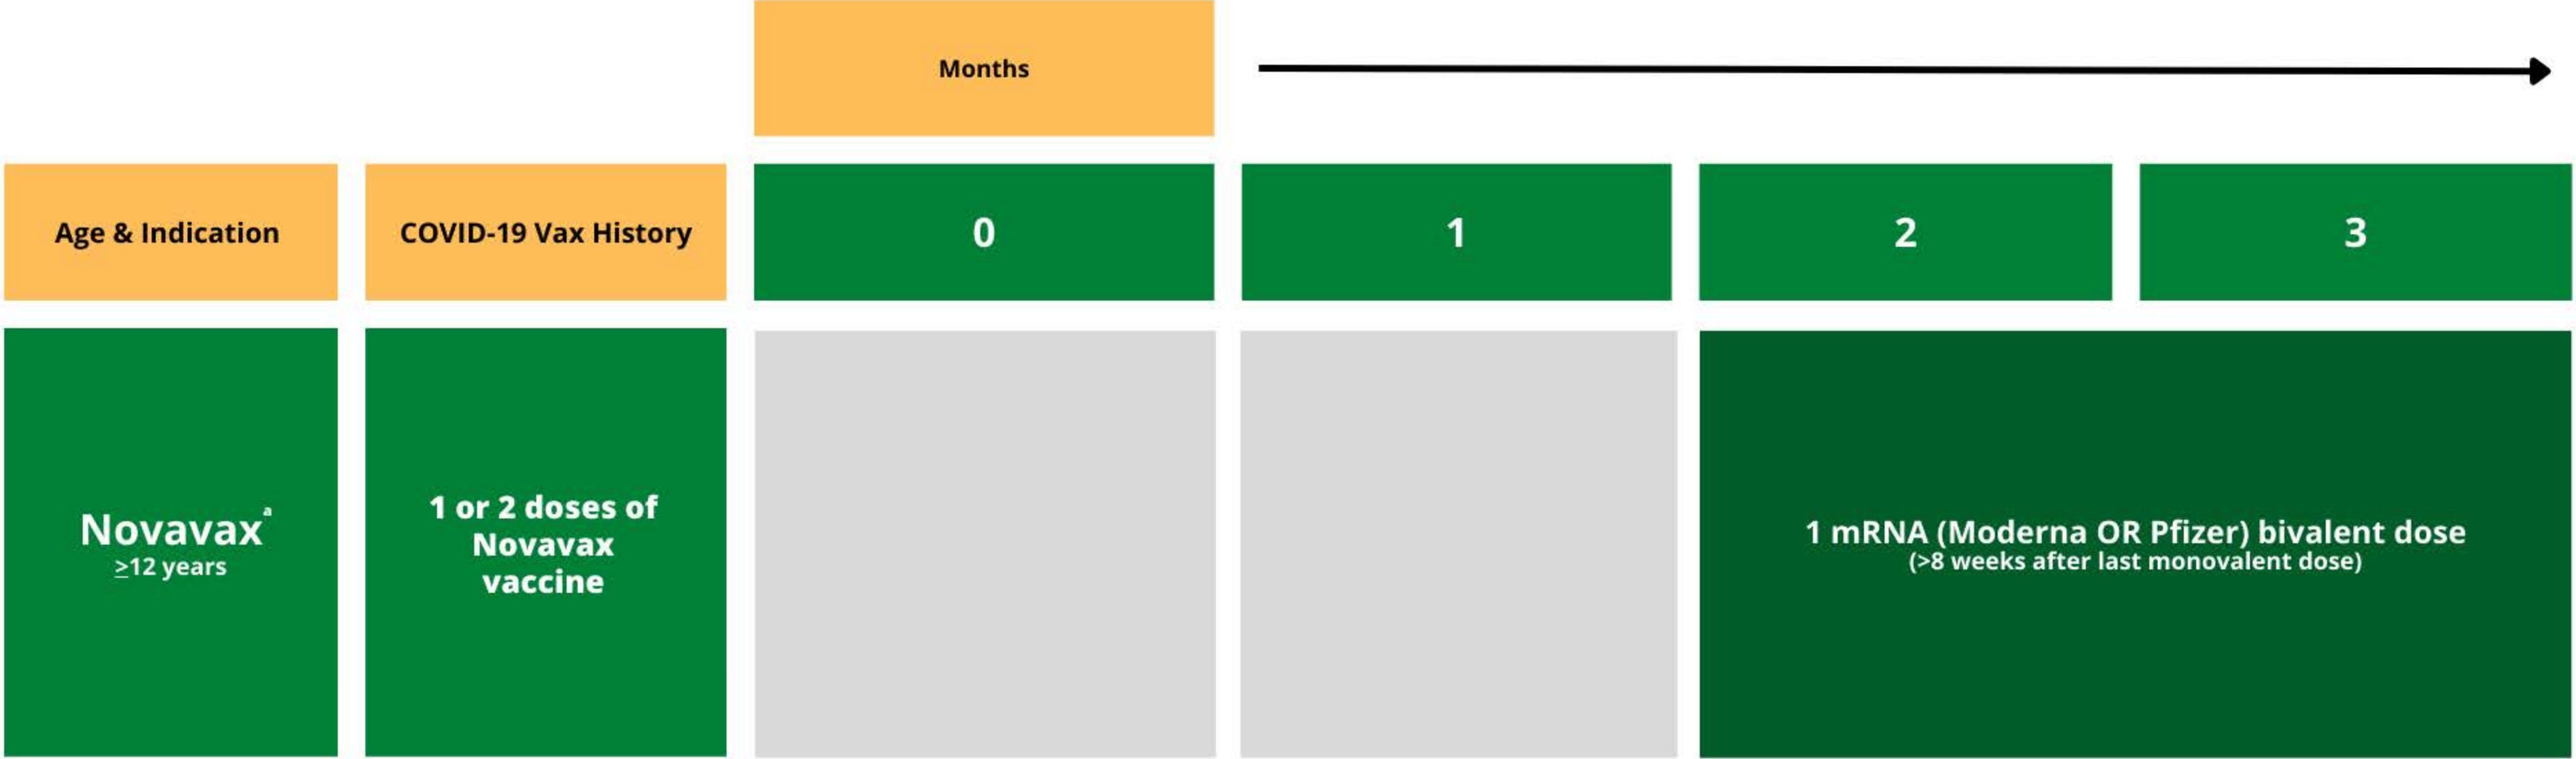 Months
Age & Indication
COVID-19 Vax History
0
1
2
3
Novavaxª
≥12 years
1 or 2 doses of
Novavax
vaccine
1 mRNA (Moderna OR Pfizer) bivalent dose
(>8 weeks after last monovalent dose)